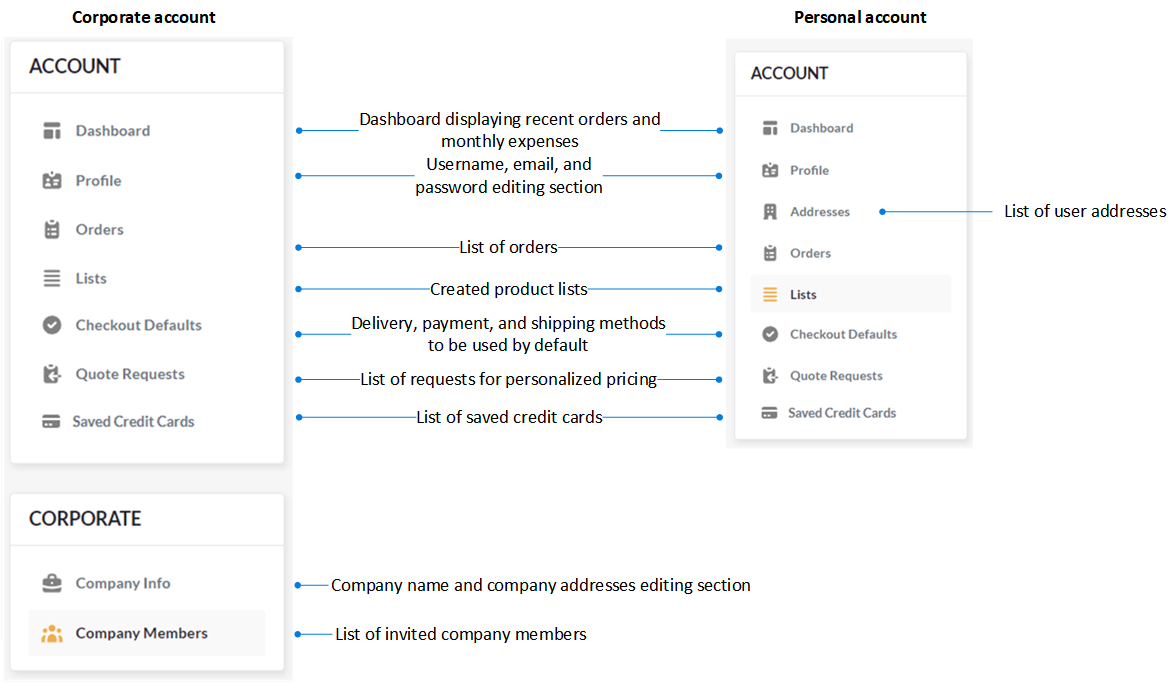 Corporate account
Personal account
ACCOUNT
Dashboard
Profile
Orders
Lists
Checkout Defaults
Quote Requests
Saved Credit Cards
CORPORATE
Company Info
Company Members
Dashboard displaying recent orders and
monthly expenses
Username, email, and
password editing section
List of orders
Created product lists
Delivery, payment, and shipping methods
to be used by default
List of requests for personalized pricing
List of saved credit cards
Company name and company addresses editing section
List of invited company members
ACCOUNT
Dashboard
Profile
Addresses
Orders
Lists
Checkout Defaults
Quote Requests
Saved Credit Cards
List of user addresses